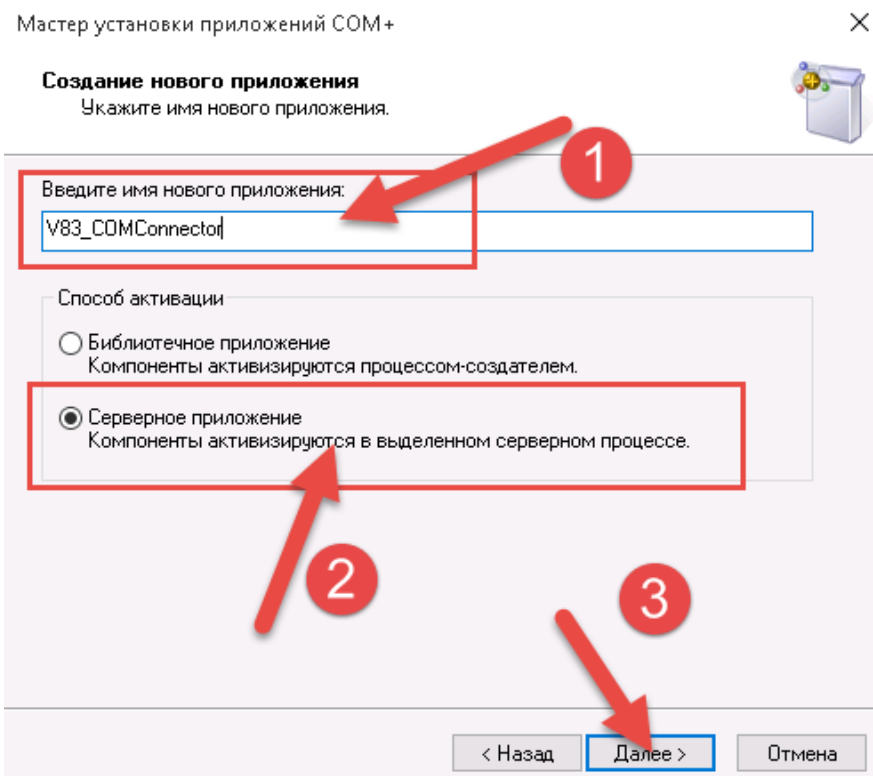 Мастер установки приложений COM+
Создание нового приложения
Укажите имя нового приложения.
1
Введите имя нового приложения:
V83_COMConnector
Способ активации
Библиотечное приложение
Компоненты активизируются процессом-создателем.
Серверное приложение
Компоненты активизируются в выделенном серверном процессе.
2
3
< Назад
Далее >
Отмена